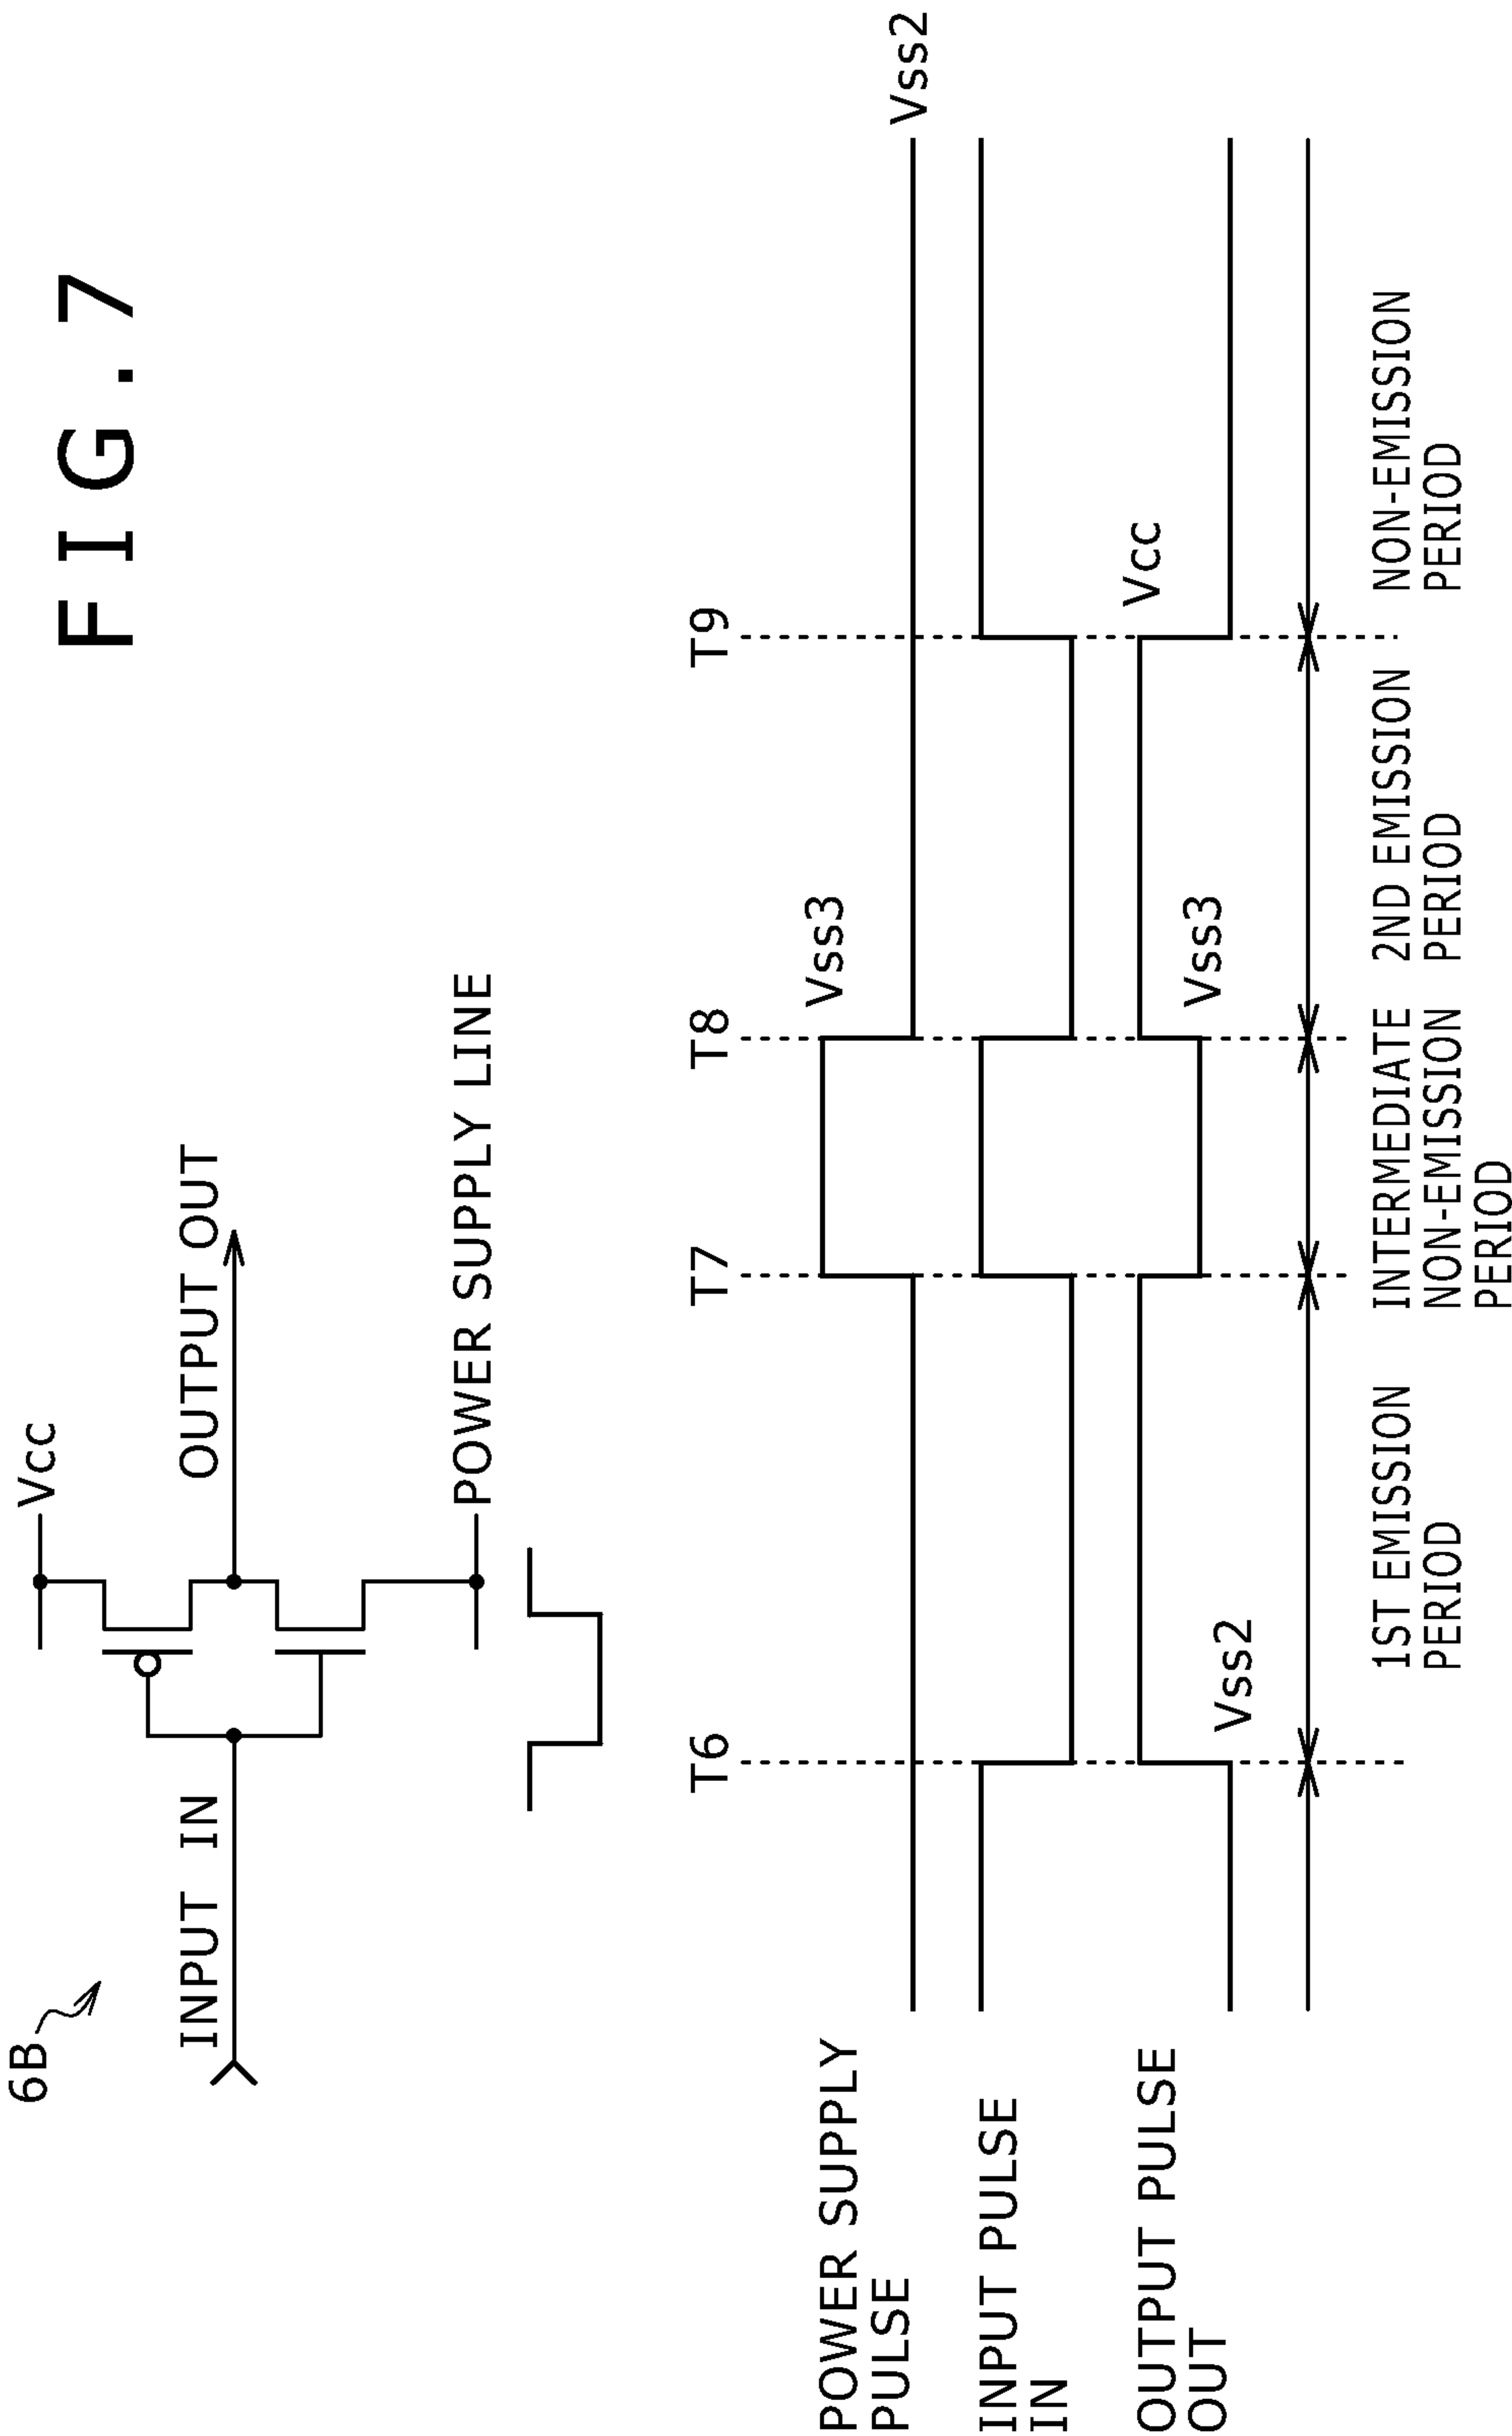 FIG.7
6B
Vcc
INPUT IN
OUTPUT OUT
POWER SUPPLY LINE
T6
T7
T8
T9
POWER SUPPLY
PULSE
Vss3
Vss2
INPUT PULSE
IN
OUTPUT PULSE
OUT
Vss2
Vss3
Vcc
1ST EMISSION
PERIOD
INTERMEDIATE
NON-EMISSION
PERIOD
2ND EMISSION
PERIOD
NON-EMISSION
PERIOD